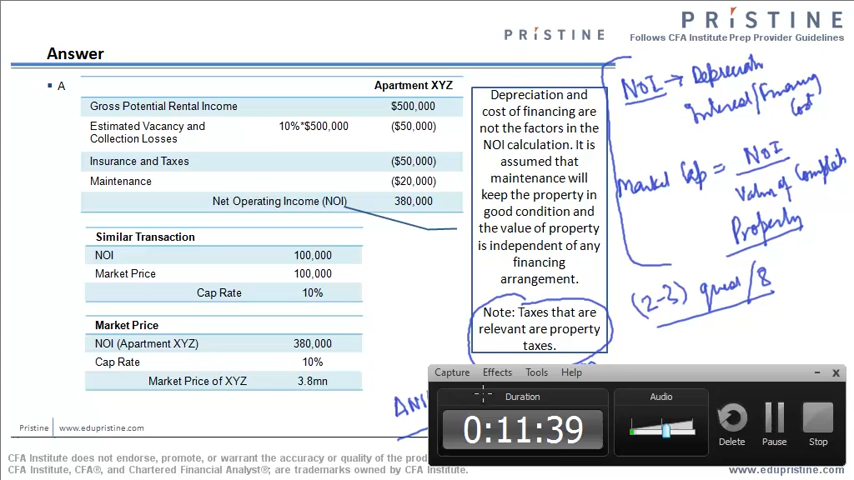 PRISTINE
PRISTINE
Follows CFA Institute Prep Provider Guidelines
Answer
A
Apartment XYZ
Gross Potential Rental Income $500,000
Estimated Vacancy and Collection Losses 10%*$500,000 ($50,000)
Insurance and Taxes ($50,000)
Maintenance ($20,000)
Net Operating Income (NOI) 380,000
Similar Transaction
NOI 100,000
Market Price 100,000
Cap Rate 10%
Market Price
NOI (Apartment XYZ) 380,000
Cap Rate 10%
Market Price of XYZ 3.8mn
Depreciation and
cost of financing are
not the factors in the
NOI calculation. It is
assumed that
maintenance will
keep the property in
good condition and
the value of property
is independent of any
financing
arrangement.
Note: Taxes that are
relevant are property
taxes.
NOI → Depreciat
Interest/Financing
Cost
Market Cap = NOI
Value of Complete
Property
(2-3) ques/8
Capture Effects Tools Help
Duration
0:11:39
Audio
Delete
Pause
Stop
Pristine www.edupristine.com
CFA Institute does not endorse, promote, or warrant the accuracy or quality of the prod
CFA Institute, CFA®, and Chartered Financial Analyst®; are trademarks owned by CFA Institute.
www.edupristine.com